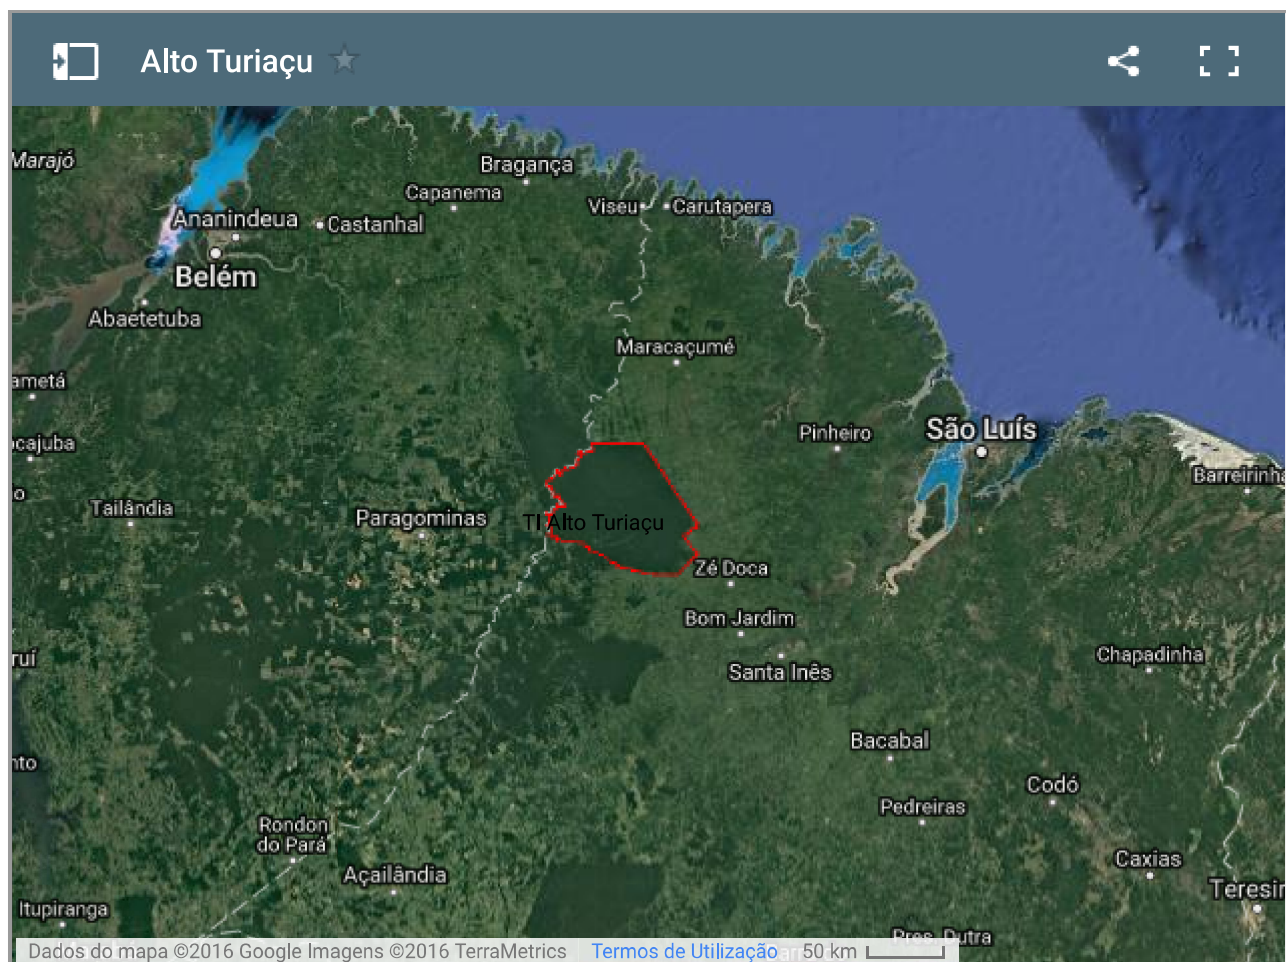 Alto Turiaçu
Marajó
Bragança
Capanema
Viseu
Carutapera
Ananindeua
Castanhal
Belém
Abaetetuba
Maracaçumé
ametá
Pinheiro
São Luís
cajuba
Barreirinha
Tailândia
Paragominas
TI Alto Turiaçu
Zé Doca
Bom Jardim
Santa Inês
Chapadinha
ruí
Bacabal
nto
Codó
Pedreiras
Rondon
do Pará
Caxias
Açailândia
Teresin
Itupiranga
Pres. Dutra
Dados do mapa ©2016 Google Imagens ©2016 TerraMetrics
Termos de Utilização
50 km